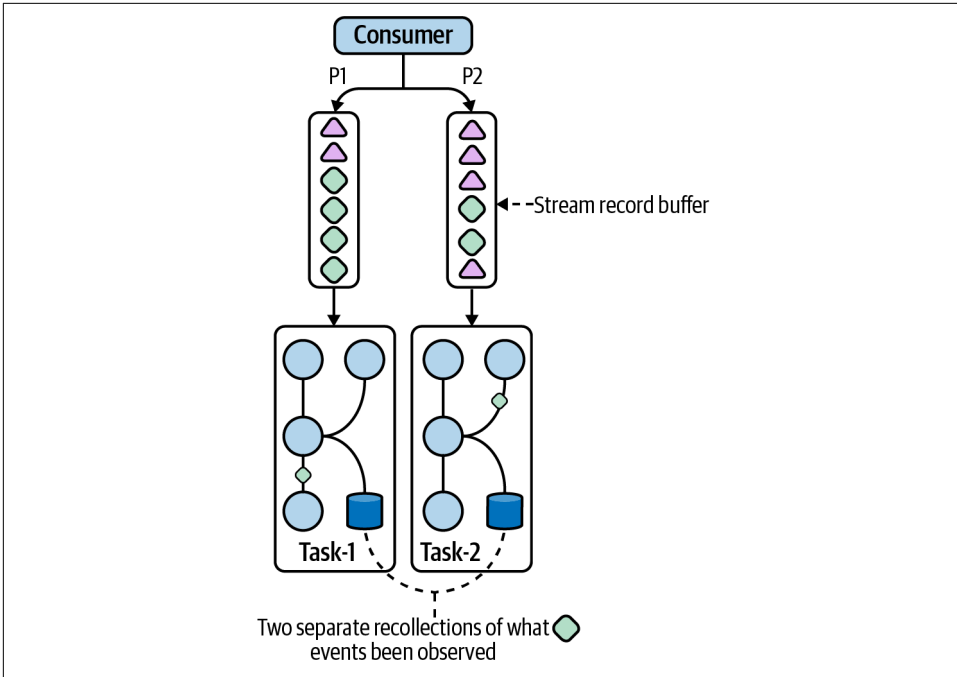 Consumer
P1
P2
Stream record buffer
Task-1
Task-2
Two separate recollections of what
events been observed